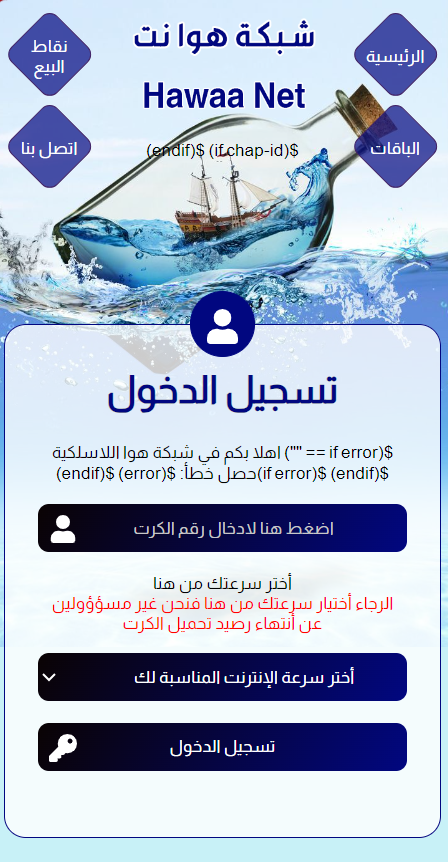 شبكة هوا نت
Hawaa Net
الرئيسية
نقاط
البيع
الباقات
اتصل بنا
$(if chap-id) $(endif)
تسجيل الدخول
$(if error == "") اهلا بكم في شبكة هوا اللاسلكية
$(endif) $(if error)حصل خطأ: $(error) $(endif)
اضغط هنا لادخال رقم الكرت
أختر سرعتك من هنا
الرجاء أختيار سرعتك من هنا فنحن غير مسؤؤولين
عن أنتهاء رصيد تحميل الكرت
أختر سرعة الإنترنت المناسبة لك
تسجيل الدخول